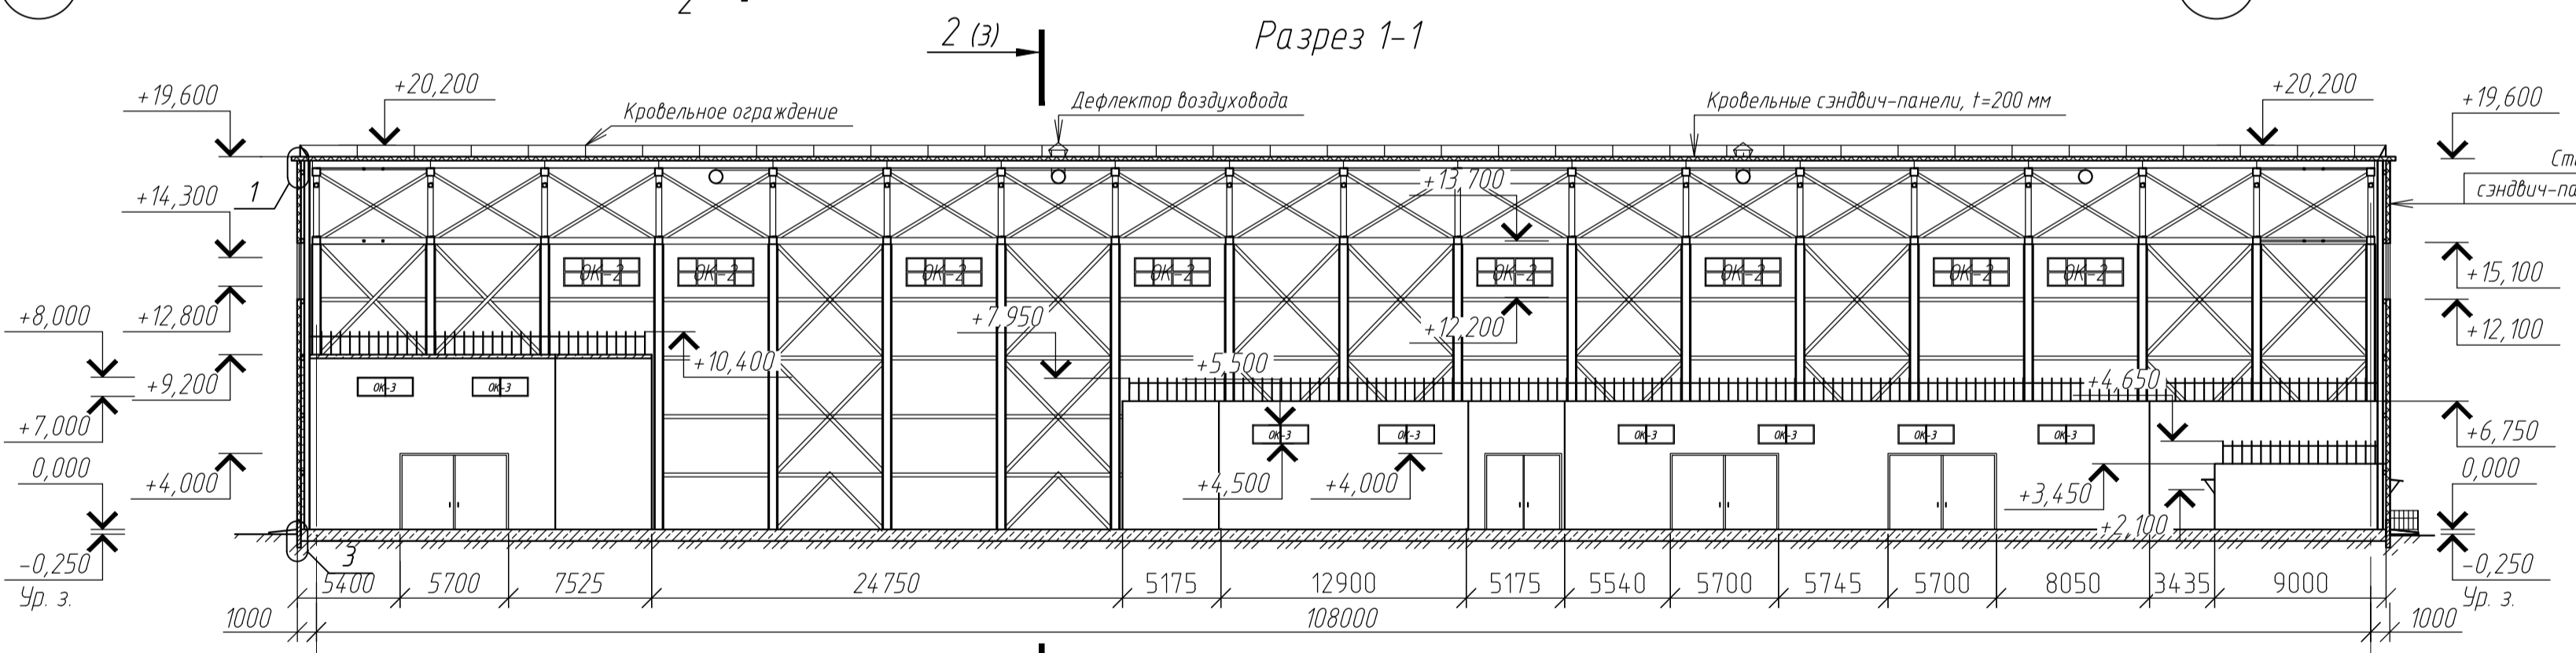 2
2 (3)
Разрез 1-1
+19,600
+20,200
Кровельное ограждение
Дефлектор воздуховода
Кровельные сэндвич-панели, t=200 мм
+20,200
+19,600
1
+14,300
+13,700
сэндвич-па
ОК-2
ОК-2
ОК-2
ОК-2
ОК-2
ОК-2
ОК-2
ОК-2
+15,100
+8,000
+12,800
+7,950
+12,200
+12,100
+10,400
+5,500
+4,650
+9,200
ОК-3
ОК-3
+7,000
ОК-3
ОК-3
ОК-3
ОК-3
ОК-3
ОК-3
+6,750
0,000
+4,000
+4,500
+4,000
+3,450
0,000
+2,100
3
-0,250
Ур. з.
5400
5700
7525
24750
5175
12900
5175
5540
5700
5745
5700
8050
3435
9000
-0,250
Ур. з.
1000
108000
1000